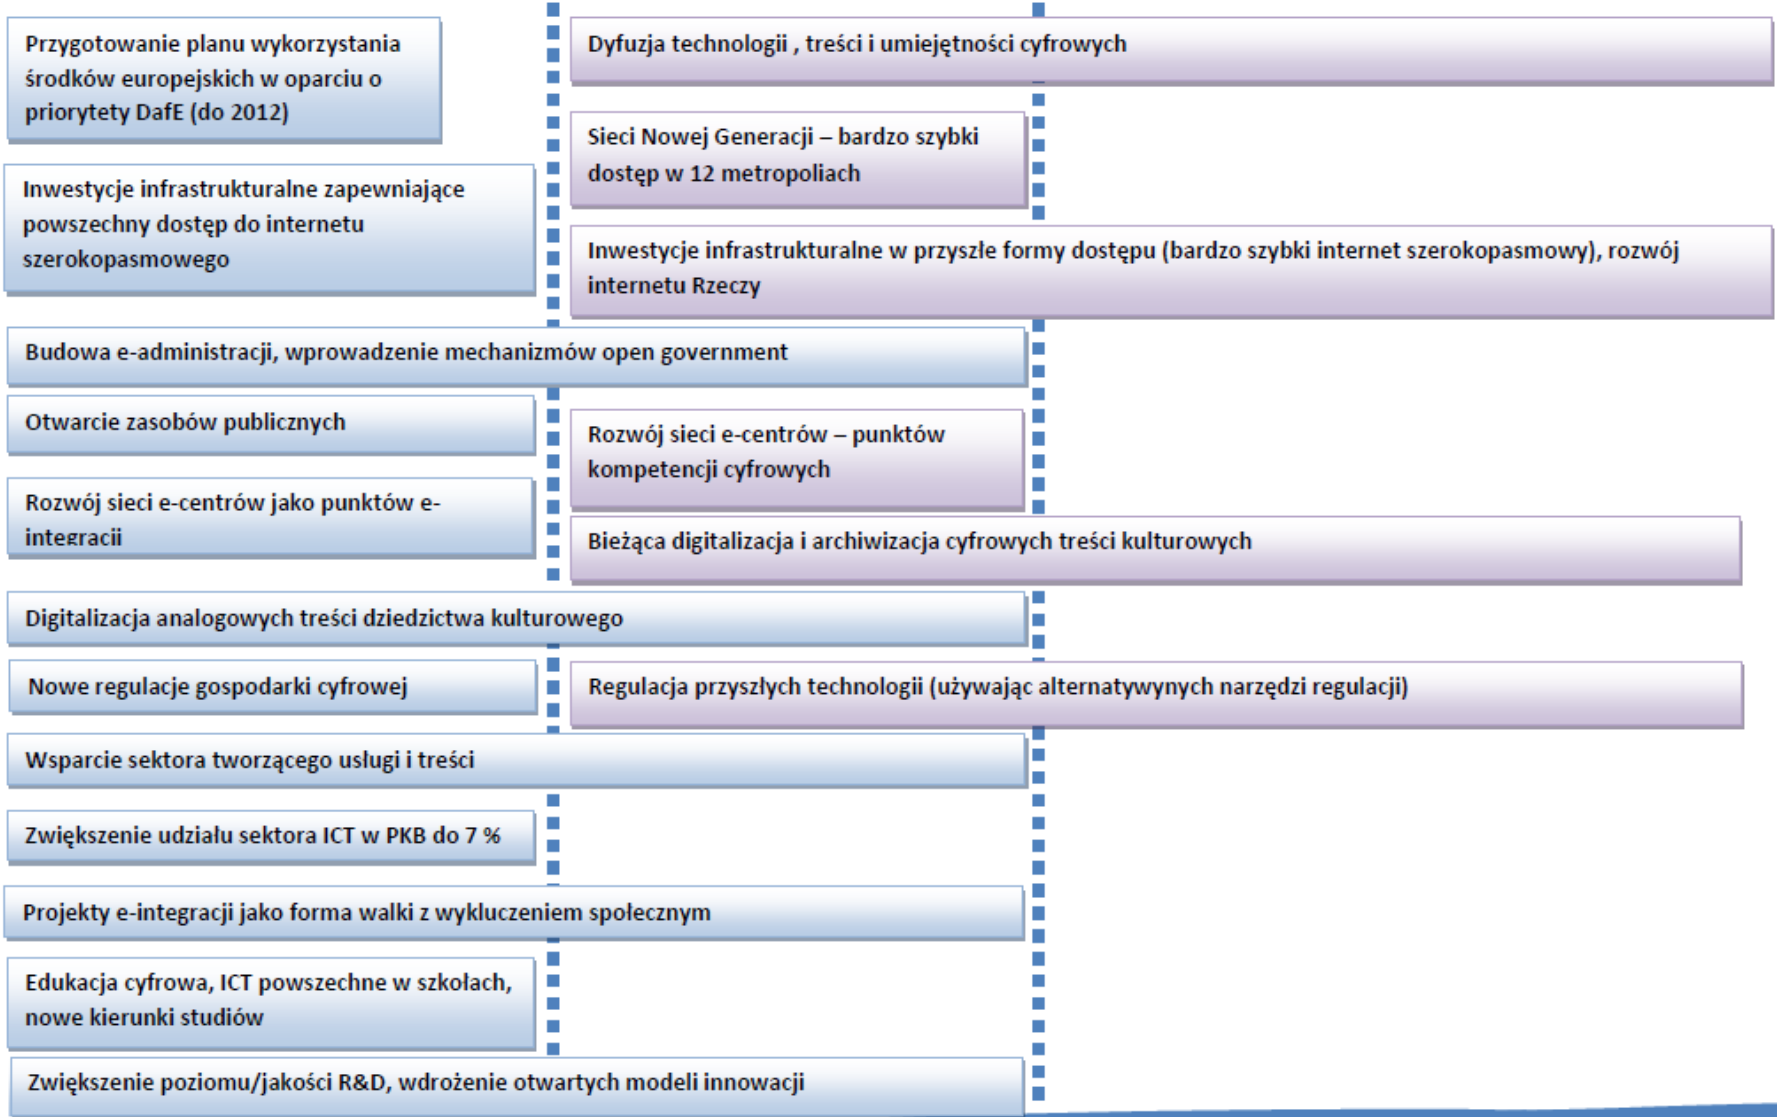 Przygotowanie planu wykorzystania
środków europejskich w oparciu o
priorytety DafE (do 2012)
Dyfuzja technologii , treści i umiejętności cyfrowych
Sieci Nowej Generacji – bardzo szybki
dostęp w 12 metropoliach
Inwestycje infrastrukturalne zapewniające
powszechny dostęp do internetu
szerokopasmowego
Inwestycje infrastrukturalne w przyszłe formy dostępu (bardzo szybki internet szerokopasmowy), rozwój
internetu Rzeczy
Budowa e-administracji, wprowadzenie mechanizmów open government
Otwarcie zasobów publicznych
Rozwój sieci e-centrów – punktów
kompetencji cyfrowych
Rozwój sieci e-centrów jako punktów e-
integracji
Bieżąca digitalizacja i archiwizacja cyfrowych treści kulturowych
Digitalizacja analogowych treści dziedzictwa kulturowego
Nowe regulacje gospodarki cyfrowej
Regulacja przyszłych technologii (używając alternatywynych narzędzi regulacji)
Wsparcie sektora tworzącego usługi i treści
Zwiększenie udziału sektora ICT w PKB do 7 %
Projekty e-integracji jako forma walki z wykluczeniem społecznym
Edukacja cyfrowa, ICT powszechne w szkołach,
nowe kierunki studiów
Zwiększenie poziomu/jakości R&D, wdrożenie otwartych modeli innowacji